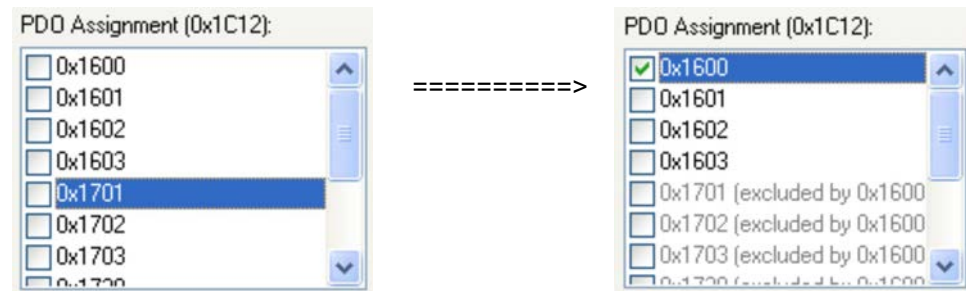 PDO Assignment (0x1C12):
0x1600
0x1601
0x1602
0x1603
0x1701
0x1702
0x1703
==========>
PDO Assignment (0x1C12):
0x1600
0x1601
0x1602
0x1603
0x1701 (excluded by 0x1600
0x1702 (excluded by 0x1600
0x1703 (excluded by 0x1600